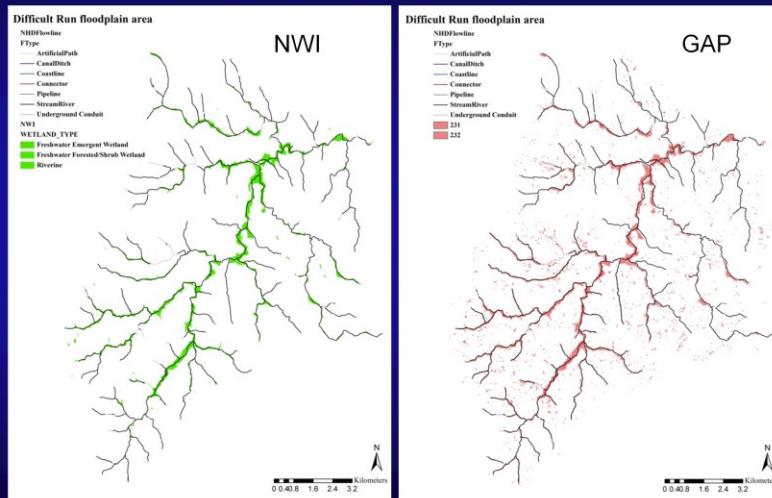 Difficult Run floodplain area
NWI
NHDFlowline
FType
ArtificialPath
CanalDitch
Coastline
Connector
Pipeline
StreamRiver
Underground Conduit
NWI
WETLAND_TYPE
Freshwater Emergent Wetland
Freshwater Forested/Shrub Wetland
Riverine
N
Kilometers
0 0.40.8 1.6 2.4 3.2
Difficult Run floodplain area
GAP
NHDFlowline
FType
ArtificialPath
CanalDitch
Coastline
Connector
Pipeline
StreamRiver
Underground Conduit
231
232
N
Kilometers
0 0.40.8 1.6 2.4 3.2